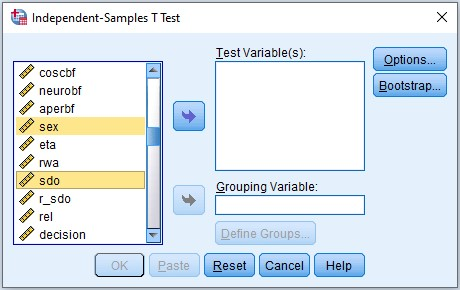 Independent-Samples T Test
coscbf
neurobf
aperbf
sex
eta
rwa
sdo
r_sdo
rel
decision
Test Variable(s):
Grouping Variable:
Define Groups...
Options...
Bootstrap...
OK Paste Reset Cancel Help